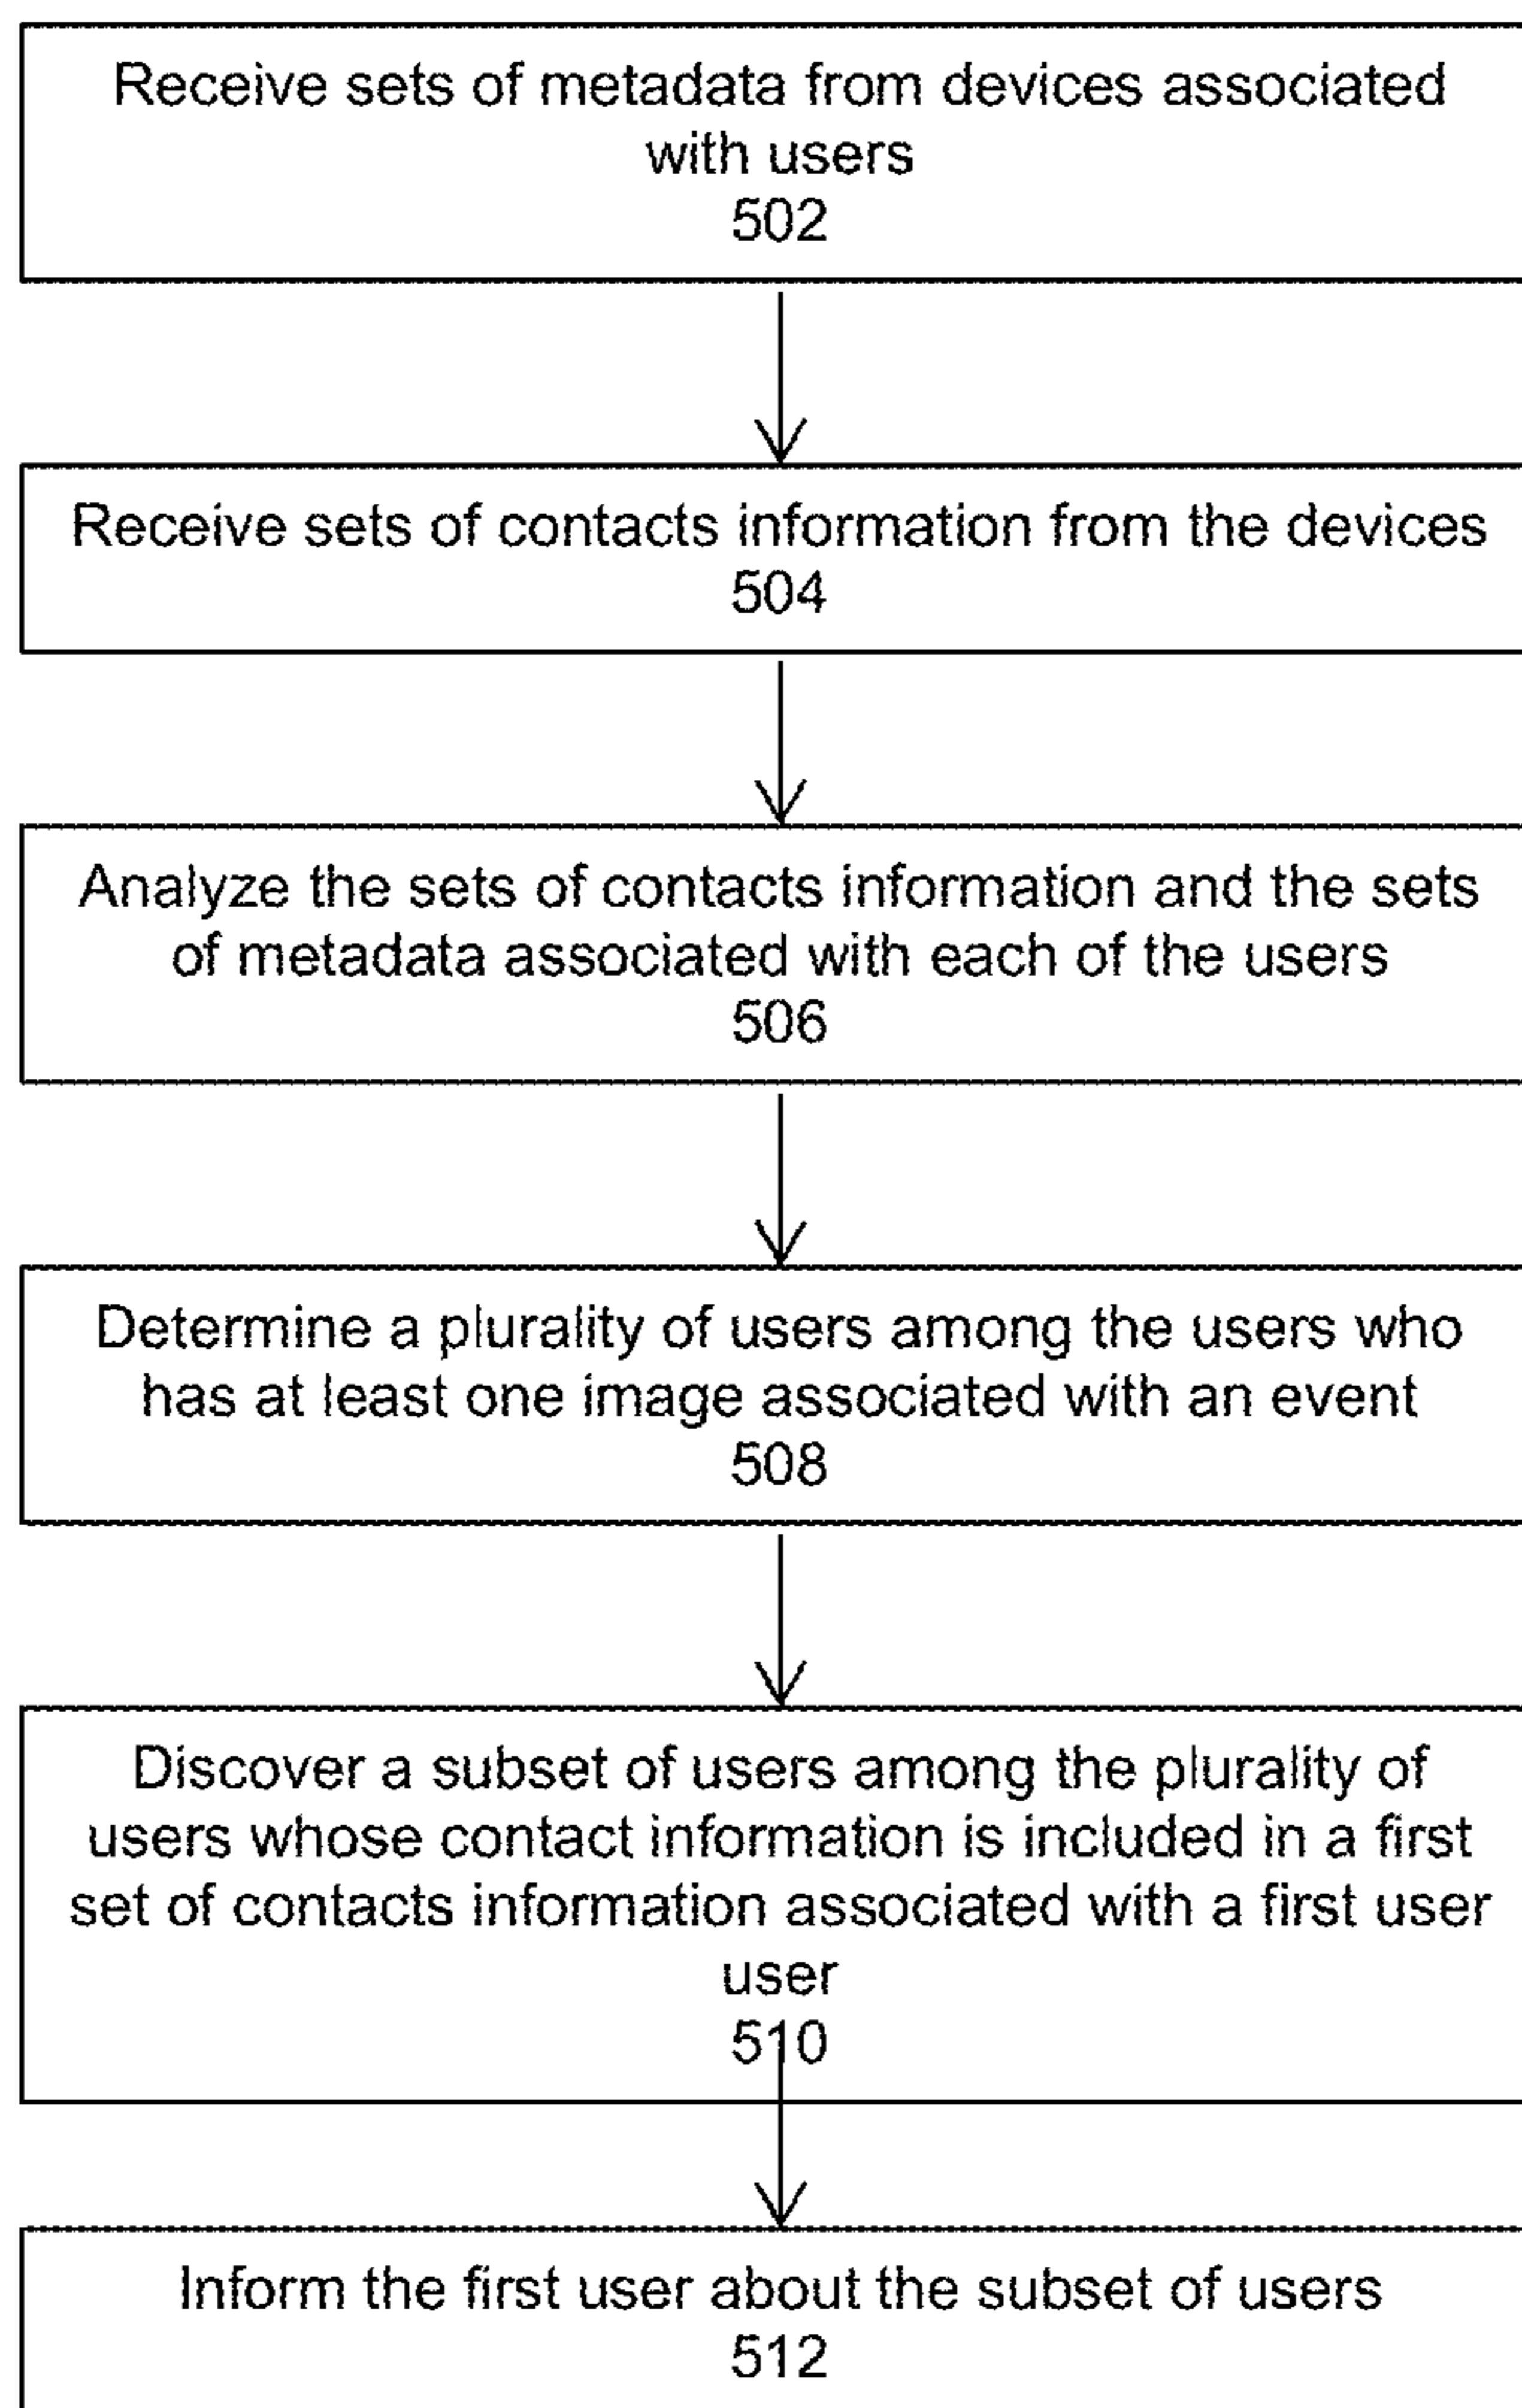 Receive sets of metadata from devices associated
with users
502
Receive sets of contacts information from the devices
504
Analyze the sets of contacts information and the sets
of metadata associated with each of the users
506
Determine a plurality of users among the users who
has at least one image associated with an event
508
Discover a subset of users among the plurality of
users whose contact information is included in a first
set of contacts information associated with a first user
user
510
Inform the first user about the subset of users
512